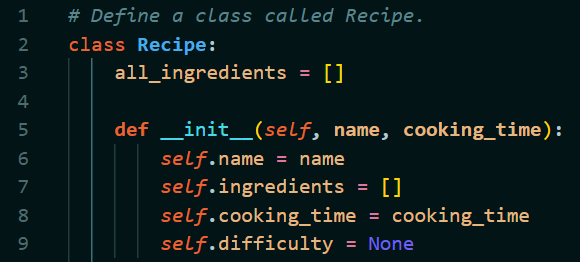 1 # Define a class called Recipe.
2 class Recipe:
3     all_ingredients = []
4
5     def __init__(self, name, cooking_time):
6         self.name = name
7         self.ingredients = []
8         self.cooking_time = cooking_time
9         self.difficulty = None